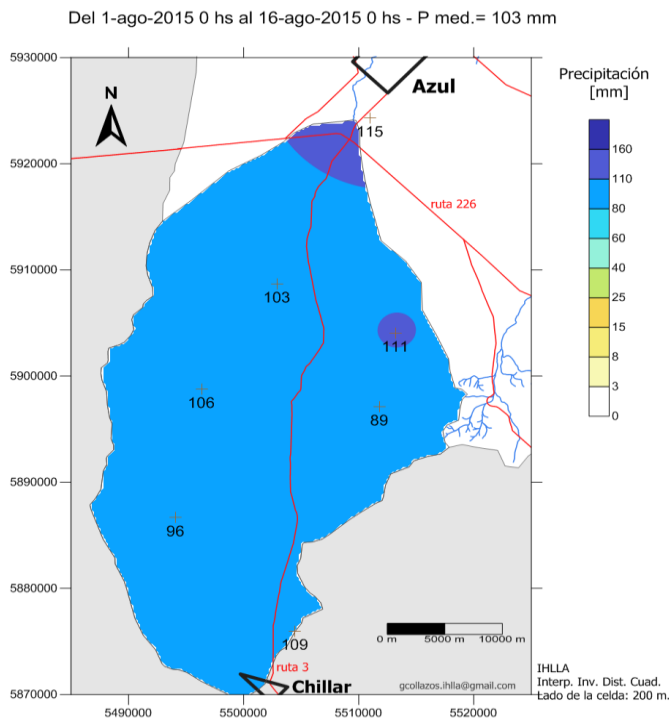 Del 1-ago-2015 0 hs al 16-ago-2015 0 hs - P med.= 103 mm
5930000
5920000
5910000
5900000
5890000
5880000
5870000
5490000
5500000
5510000
5520000
N
Azul
115
ruta 226
103
111
106
89
96
109
ruta 3
Chillar
0 m 5000 m 10000 m
gcollazos.ihlla@gmail.com
Precipitación
[mm]
160
110
80
60
40
25
15
8
3
0
IHLLA
Interp. Inv. Dist. Cuad.
Lado de la celda: 200 m.